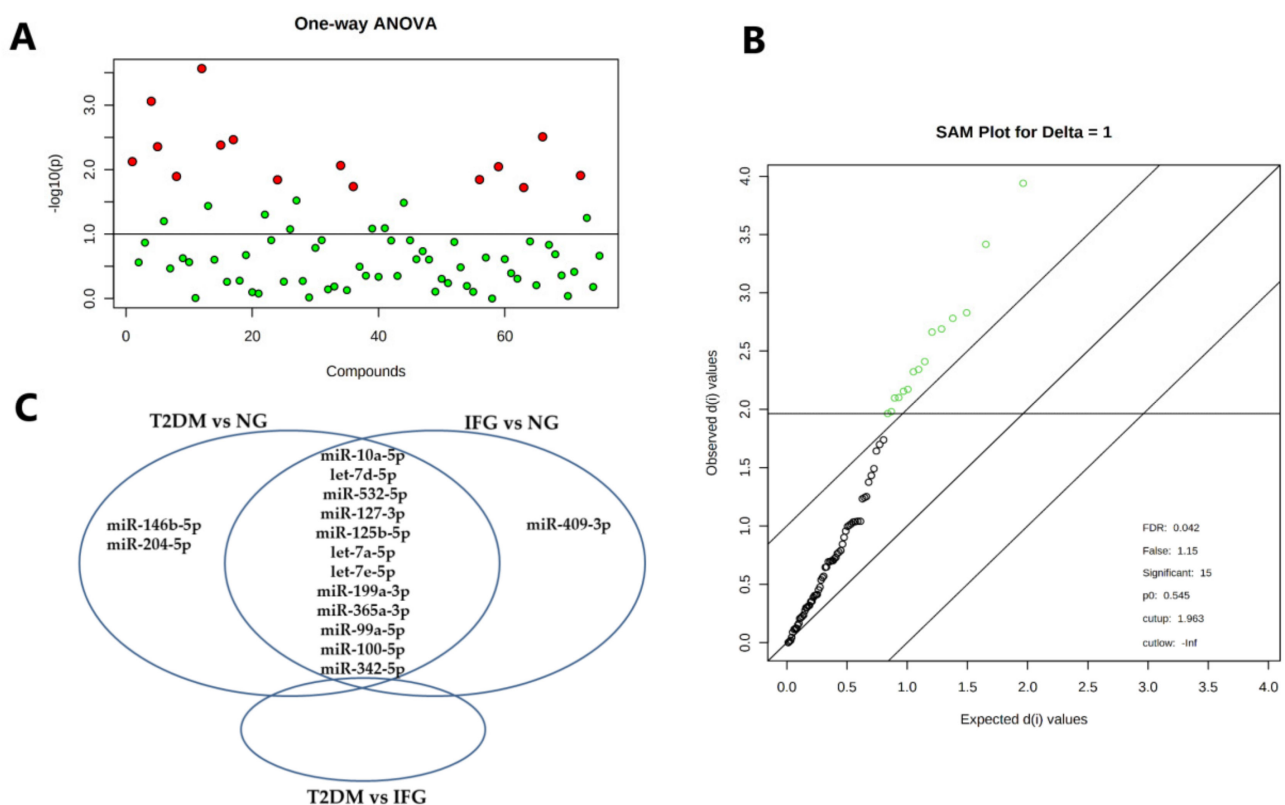 A
One-way ANOVA
-log10(p)
3.0
2.0
1.0
0.0
0 20 40 60
Compounds
B
SAM Plot for Delta = 1
Observed d(i) values
4.0
3.5
3.0
2.5
2.0
1.5
1.0
0.5
0.0
FDR: 0.042
False: 1.15
Significant: 15
p0: 0.545
cutup: 1.963
cutlow: -Inf
0.0 0.5 1.0 1.5 2.0 2.5 3.0 3.5 4.0
Expected d(i) values
C
T2DM vs NG
IFG vs NG
miR-146b-5p
miR-204-5p
miR-10a-5p
let-7d-5p
miR-532-5p
miR-127-3p
miR-125b-5p
let-7a-5p
let-7e-5p
miR-199a-3p
miR-365a-3p
miR-99a-5p
miR-100-5p
miR-342-5p
miR-409-3p
T2DM vs IFG